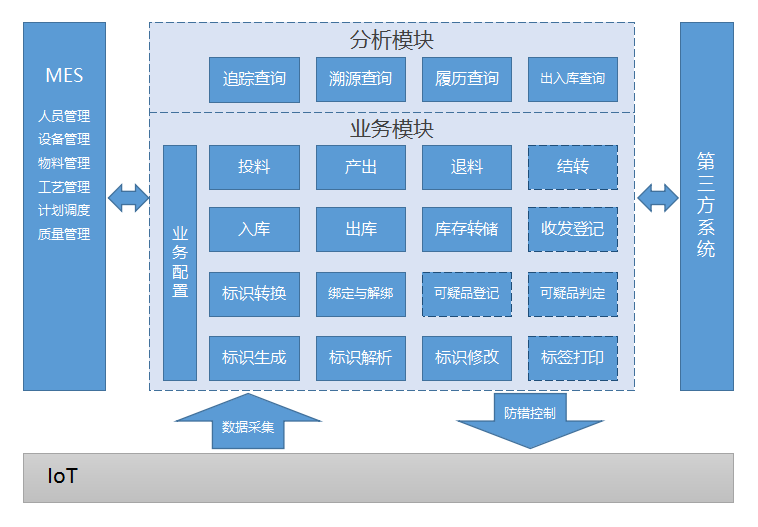 MES
人员管理
设备管理
物料管理
工艺管理
计划调度
质量管理
分析模块
追踪查询
溯源查询
履历查询
出入库查询
业务模块
业务配置
投料
产出
退料
结转
入库
出库
库存转储
收发登记
标识转换
绑定与解绑
可疑品登记
可疑品判定
标识生成
标识解析
标识修改
标签打印
第三方系统
数据采集
防错控制
IoT